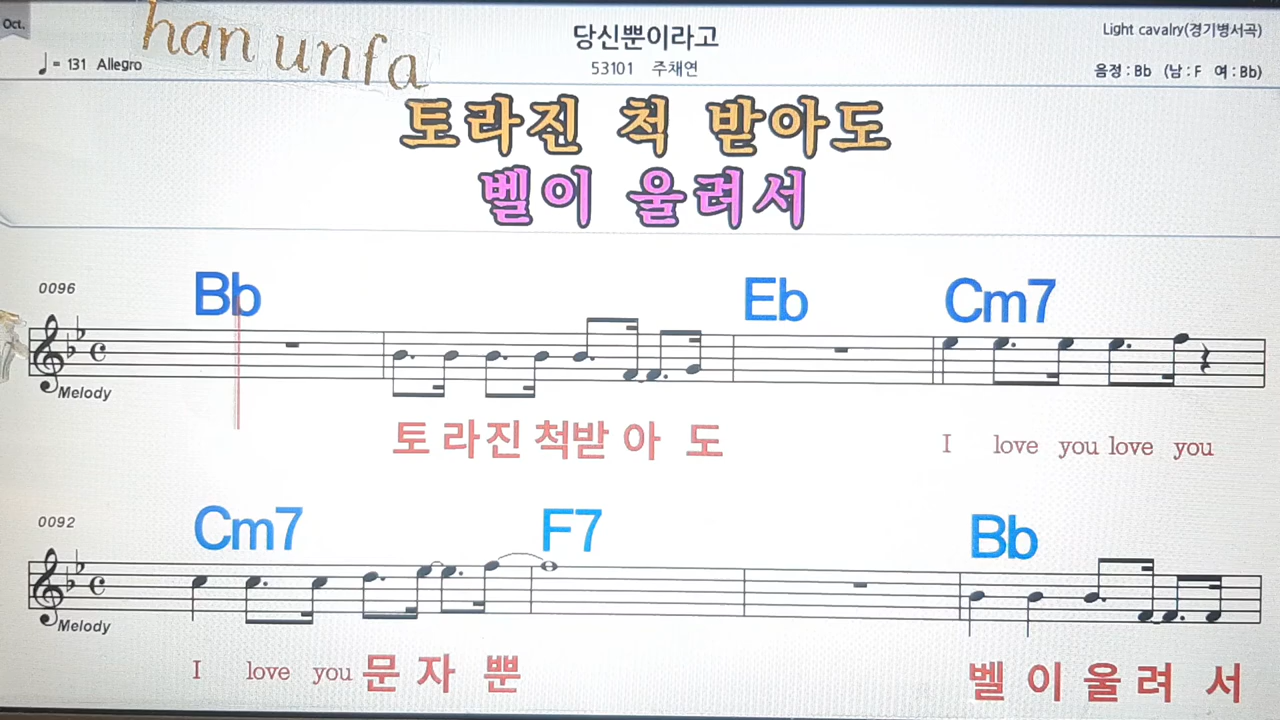 Oct.
han unfa
당신뿐이라고
Light cavalry(경기병서곡)
♩= 131 Allegro
53101 주채연
음정 : Bb (남 : F 여 : Bb)
토라진 척 받아도
벨이 울려서
0096
Bb Eb Cm7
Melody
토 라진 척받 아 도 I love you love you
0092
Cm7 F7 Bb
Melody
I love you 문 자 뿐 벨 이 울 려 서